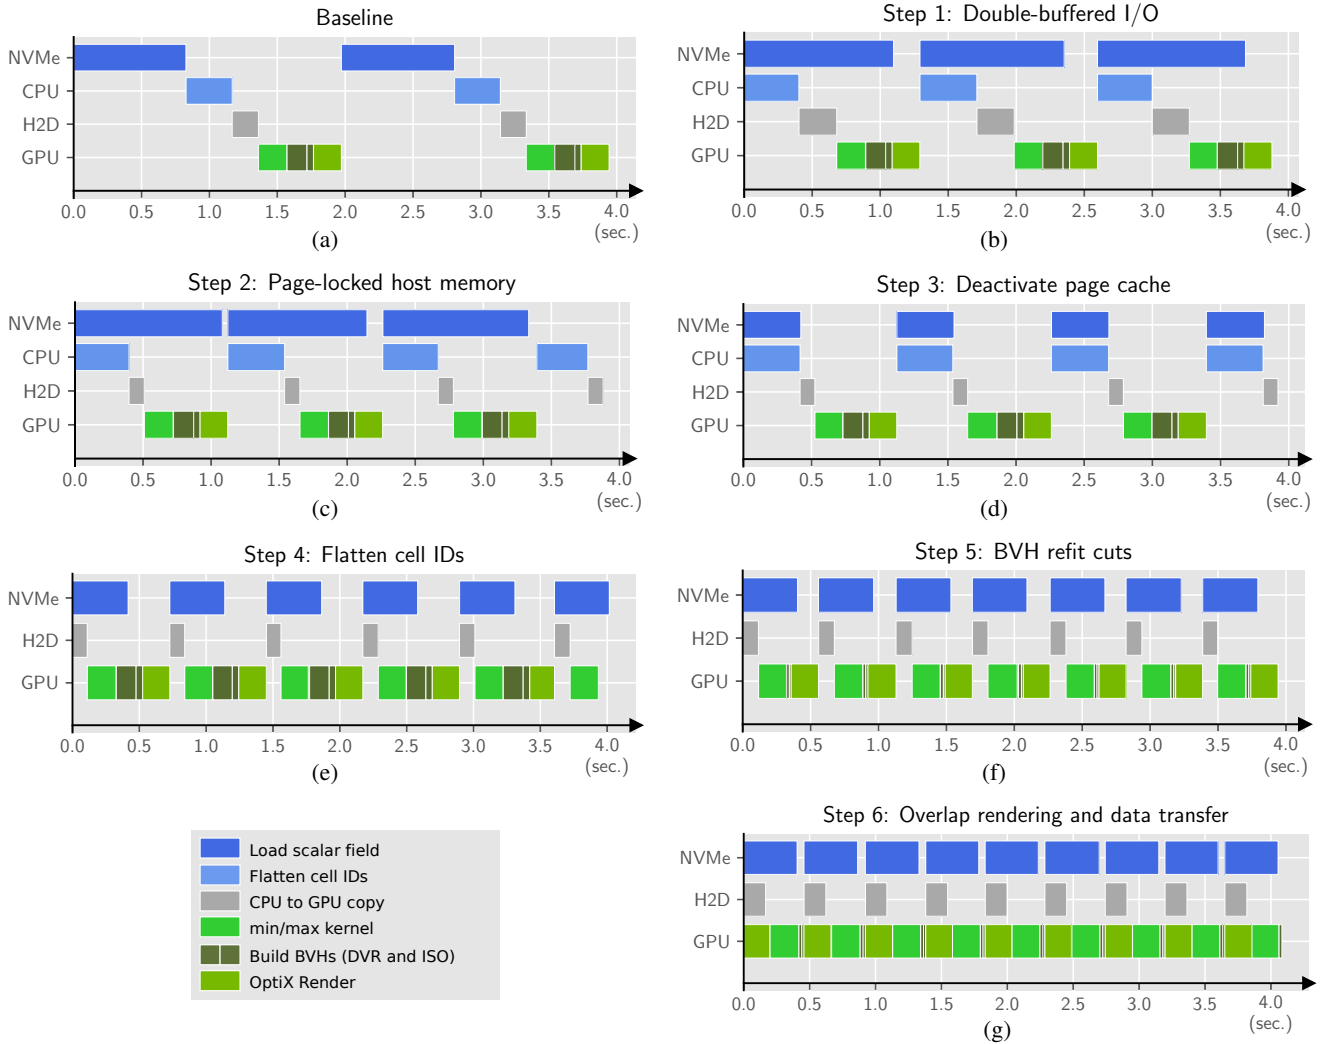 Baseline
NVMe
CPU
H2D
GPU
0.0 0.5 1.0 1.5 2.0 2.5 3.0 3.5 4.0
(sec.)
(a)
Step 1: Double-buffered I/O
NVMe
CPU
H2D
GPU
0.0 0.5 1.0 1.5 2.0 2.5 3.0 3.5 4.0
(sec.)
(b)
Step 2: Page-locked host memory
NVMe
CPU
H2D
GPU
0.0 0.5 1.0 1.5 2.0 2.5 3.0 3.5 4.0
(sec.)
(c)
Step 3: Deactivate page cache
NVMe
CPU
H2D
GPU
0.0 0.5 1.0 1.5 2.0 2.5 3.0 3.5 4.0
(sec.)
(d)
Step 4: Flatten cell IDs
NVMe
H2D
GPU
0.0 0.5 1.0 1.5 2.0 2.5 3.0 3.5 4.0
(sec.)
(e)
Step 5: BVH refit cuts
NVMe
H2D
GPU
0.0 0.5 1.0 1.5 2.0 2.5 3.0 3.5 4.0
(sec.)
(f)
Load scalar field
Flatten cell IDs
CPU to GPU copy
min/max kernel
Build BVHs (DVR and ISO)
OptiX Render
Step 6: Overlap rendering and data transfer
NVMe
H2D
GPU
0.0 0.5 1.0 1.5 2.0 2.5 3.0 3.5 4.0
(sec.)
(g)